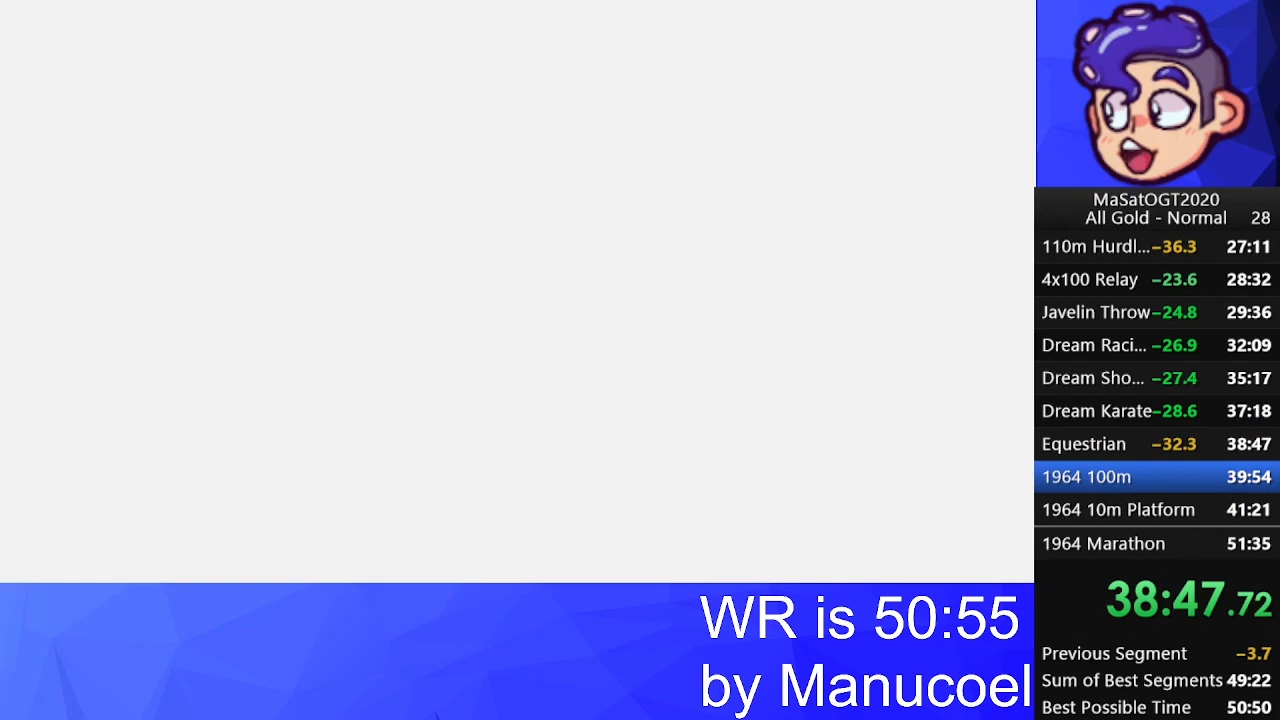 MaSatOGT2020
All Gold - Normal 28
110m Hurdl... −36.3 27:11
4x100 Relay −23.6 28:32
Javelin Throw −24.8 29:36
Dream Raci... −26.9 32:09
Dream Sho... −27.4 35:17
Dream Karate −28.6 37:18
Equestrian −32.3 38:47
1964 100m 39:54
1964 10m Platform 41:21
1964 Marathon 51:35
38:47.72
WR is 50:55
by Manucoel
Previous Segment −3.7
Sum of Best Segments 49:22
Best Possible Time 50:50